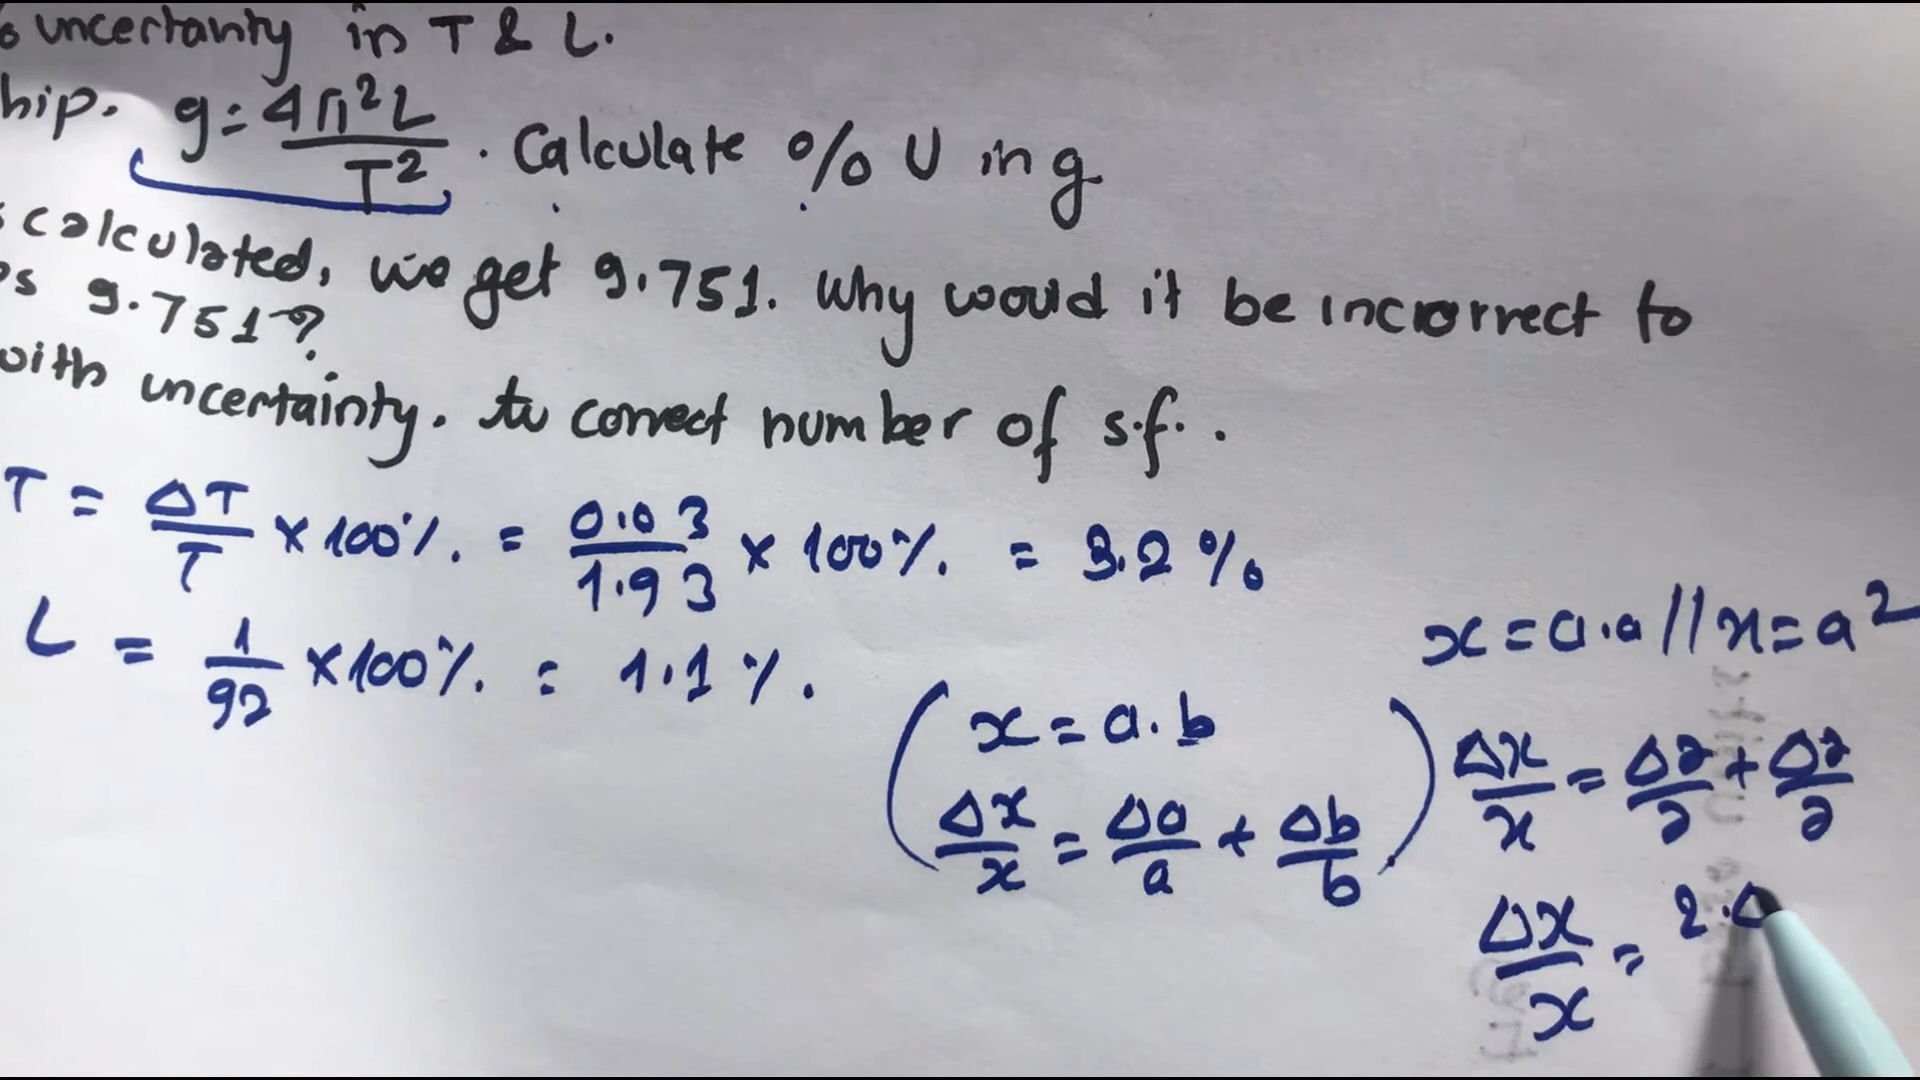 uncertanity in T & L.
hip. g = 4π²L / T² . Calculate % U in g
calculated, we get 9.751. Why would it be incorrect to
9.751?
with uncertainty. to correct number of s.f. .
T = ΔT / T × 100%. = 0.03 / 1.93 × 100%. = 3.2 %
L = 1 / 92 × 100%. = 1.1 %.
x = a.a // x = a²
( x = a.b
Δx / x = Δa / a + Δb / b )
Δx / x = Δa / a + Δa / a
Δx / x = 2.Δ